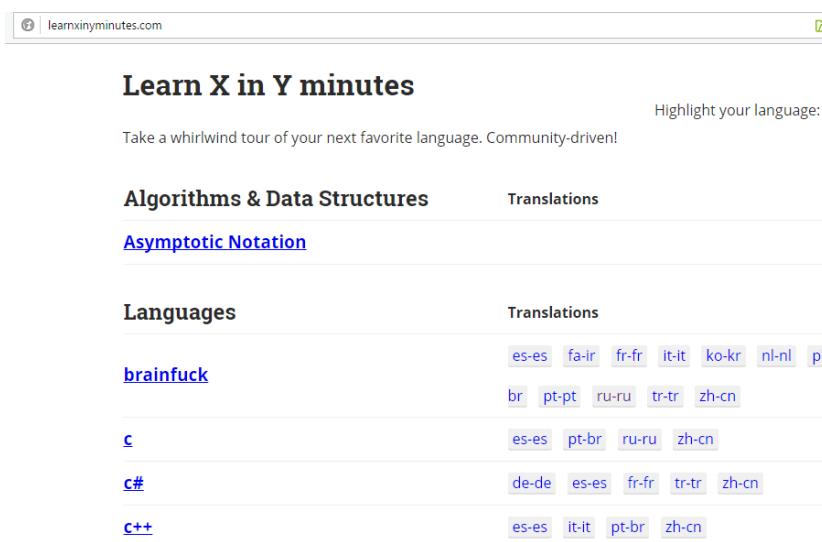 learnxinyminutes.com
Learn X in Y minutes
Highlight your language:
Take a whirlwind tour of your next favorite language. Community-driven!
Algorithms & Data Structures Translations
Asymptotic Notation
Languages Translations
es-es fa-ir fr-fr it-it ko-kr nl-nl p
brainfuck
br pt-pt ru-ru tr-tr zh-cn
c es-es pt-br ru-ru zh-cn
c# de-de es-es fr-fr tr-tr zh-cn
c++ es-es it-it pt-br zh-cn